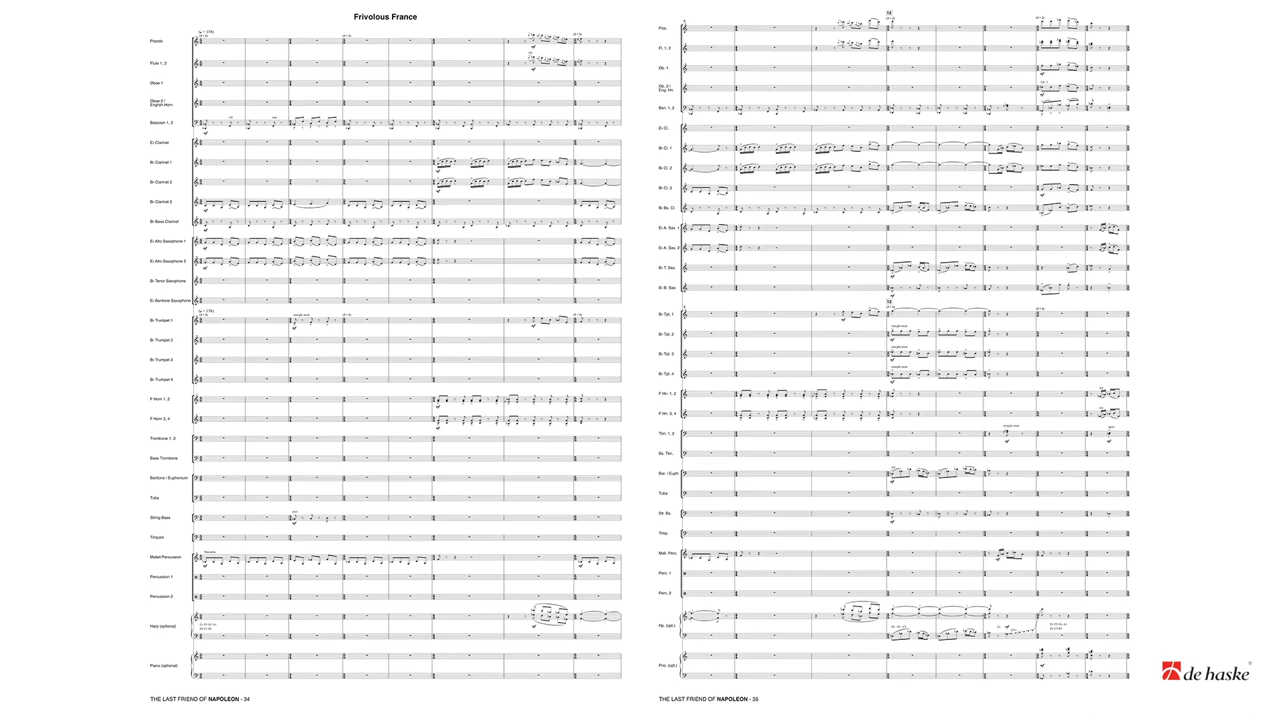 Frivolous France
(♩ = 138)
Piccolo
Flute 1, 2
Oboe 1
Oboe 2 /
English Horn
Bassoon 1, 2
E♭ Clarinet
B♭ Clarinet 1
B♭ Clarinet 2
B♭ Clarinet 3
B♭ Bass Clarinet
E♭ Alto Saxophone 1
E♭ Alto Saxophone 2
B♭ Tenor Saxophone
E♭ Baritone Saxophone
B♭ Trumpet 1
B♭ Trumpet 2
B♭ Trumpet 3
B♭ Trumpet 4
F Horn 1, 2
F Horn 3, 4
Trombone 1, 2
Bass Trombone
Baritone / Euphonium
Tuba
String Bass
Timpani
Mallet Percussion
Percussion 1
Percussion 2
Harp (optional)
Piano (optional)
THE LAST FRIEND OF NAPOLEON - 34
12
Picc.
Fl. 1, 2
Ob. 1
Ob. 2 /
Eng. Hn.
Bsn. 1, 2
E♭ Cl.
B♭ Cl. 1
B♭ Cl. 2
B♭ Cl. 3
B♭ Bs. Cl.
E♭ A. Sax. 1
E♭ A. Sax. 2
B♭ T. Sax.
E♭ B. Sax.
12
B♭ Tpt. 1
B♭ Tpt. 2
B♭ Tpt. 3
B♭ Tpt. 4
F Hn. 1, 2
F Hn. 3, 4
Tbn. 1, 2
Bs. Tbn.
Bar. / Euph.
Tuba
Str. Bs.
Timp.
Mall. Perc.
Perc. 1
Perc. 2
Hp. (opt.)
Pno. (opt.)
THE LAST FRIEND OF NAPOLEON - 35
de haske®